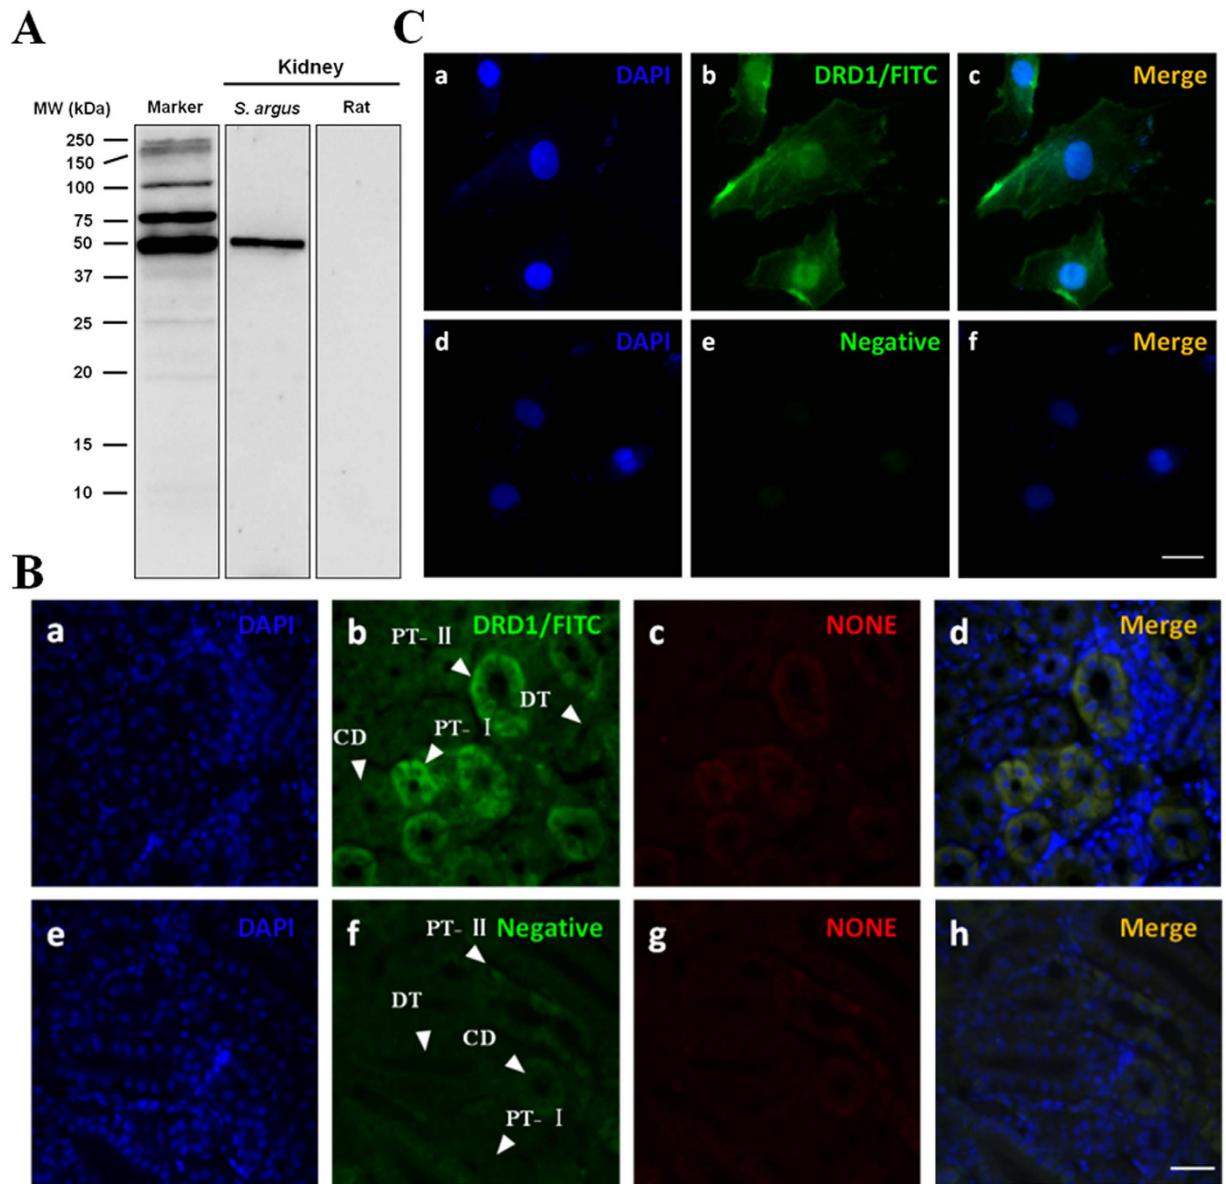 A
Kidney
MW (kDa) Marker S. argus Rat
250
150
100
75
50
37
25
20
15
10
C
a DAPI b DRD1/FITC c Merge
d DAPI e Negative f Merge
B
a DAPI b DRD1/FITC c NONE d Merge
PT- II
DT
PT- I
CD
e DAPI f Negative g NONE h Merge
PT- II
DT
CD
PT- I